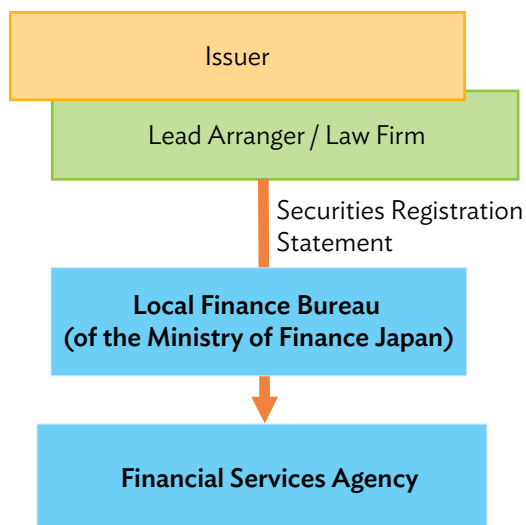 Issuer
Lead Arranger / Law Firm
Securities Registration
Statement
Local Finance Bureau
(of the Ministry of Finance Japan)
Financial Services Agency